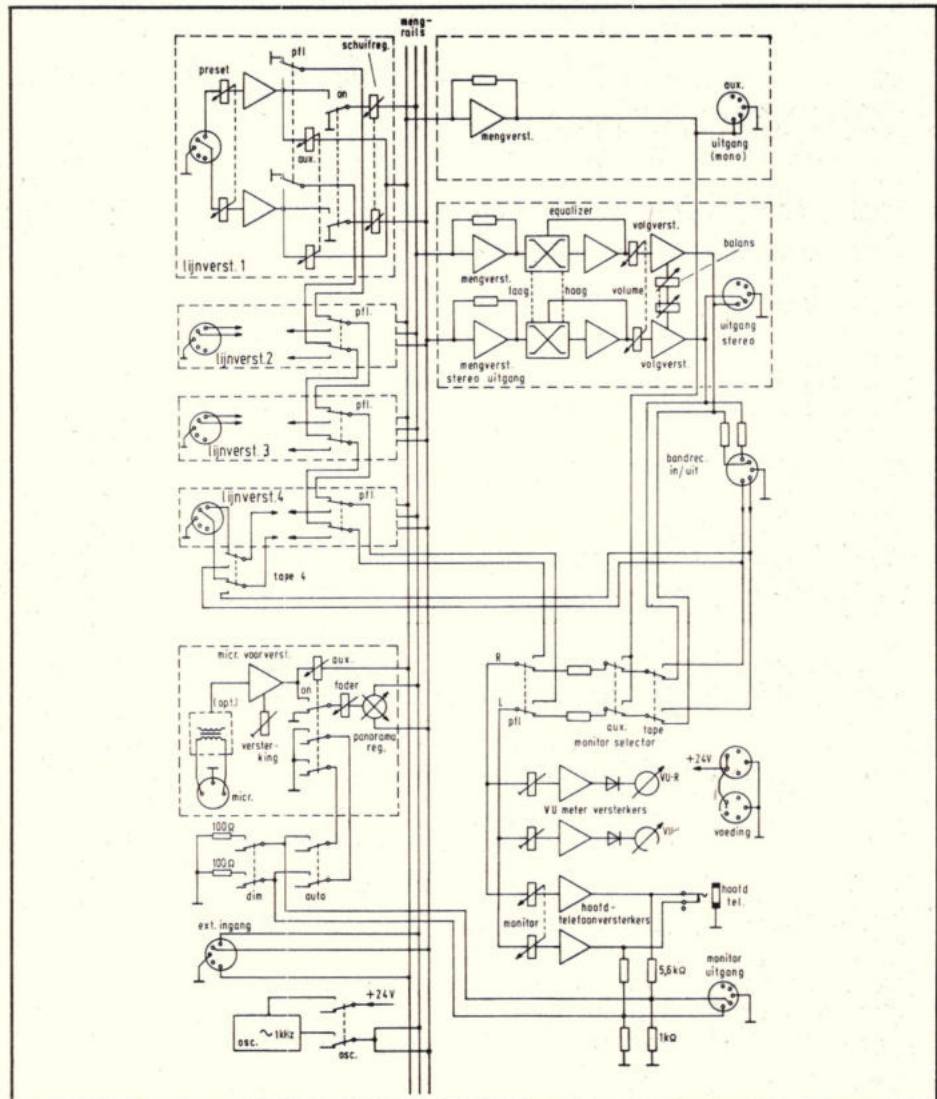 meng-
rails
preset
pfl
schuifreg.
on
aux.
lijnverst. 1
mengverst.
aux.
uitgang
(mono)
equalizer
volgverst.
balans
mengverst.
laag
hoog
volume
uitgang
stereo
mengverst.
stereo uitgang
volgverst.
pfl.
lijnverst.2
pfl.
lijnverst. 3
bandrec.
in/uit
lijnverst.4
pfl.
tape 4
micr. voorverst.
aux.
on
fader
(opt.)
verster-
king
panorama
reg.
micr.
R
L
pfl
aux.
tape
monitor selector
+24V
voeding
VU-R
VU meter versterkers
100Ω
100Ω
dim
auto
monitor
hoofd-
telefoonversterkers
hoofd
tel.
ext. ingang
5,6kΩ
monitor
uitgang
1kΩ
+24V
~ 1kHz
osc.
osc.